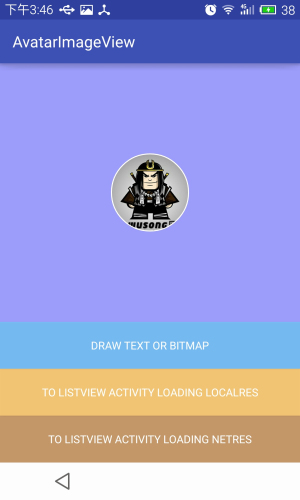 下午3:46
38
AvatarImageView
WUSONG
DRAW TEXT OR BITMAP
TO LISTVIEW ACTIVITY LOADING LOCALRES
TO LISTVIEW ACTIVITY LOADING NETRES